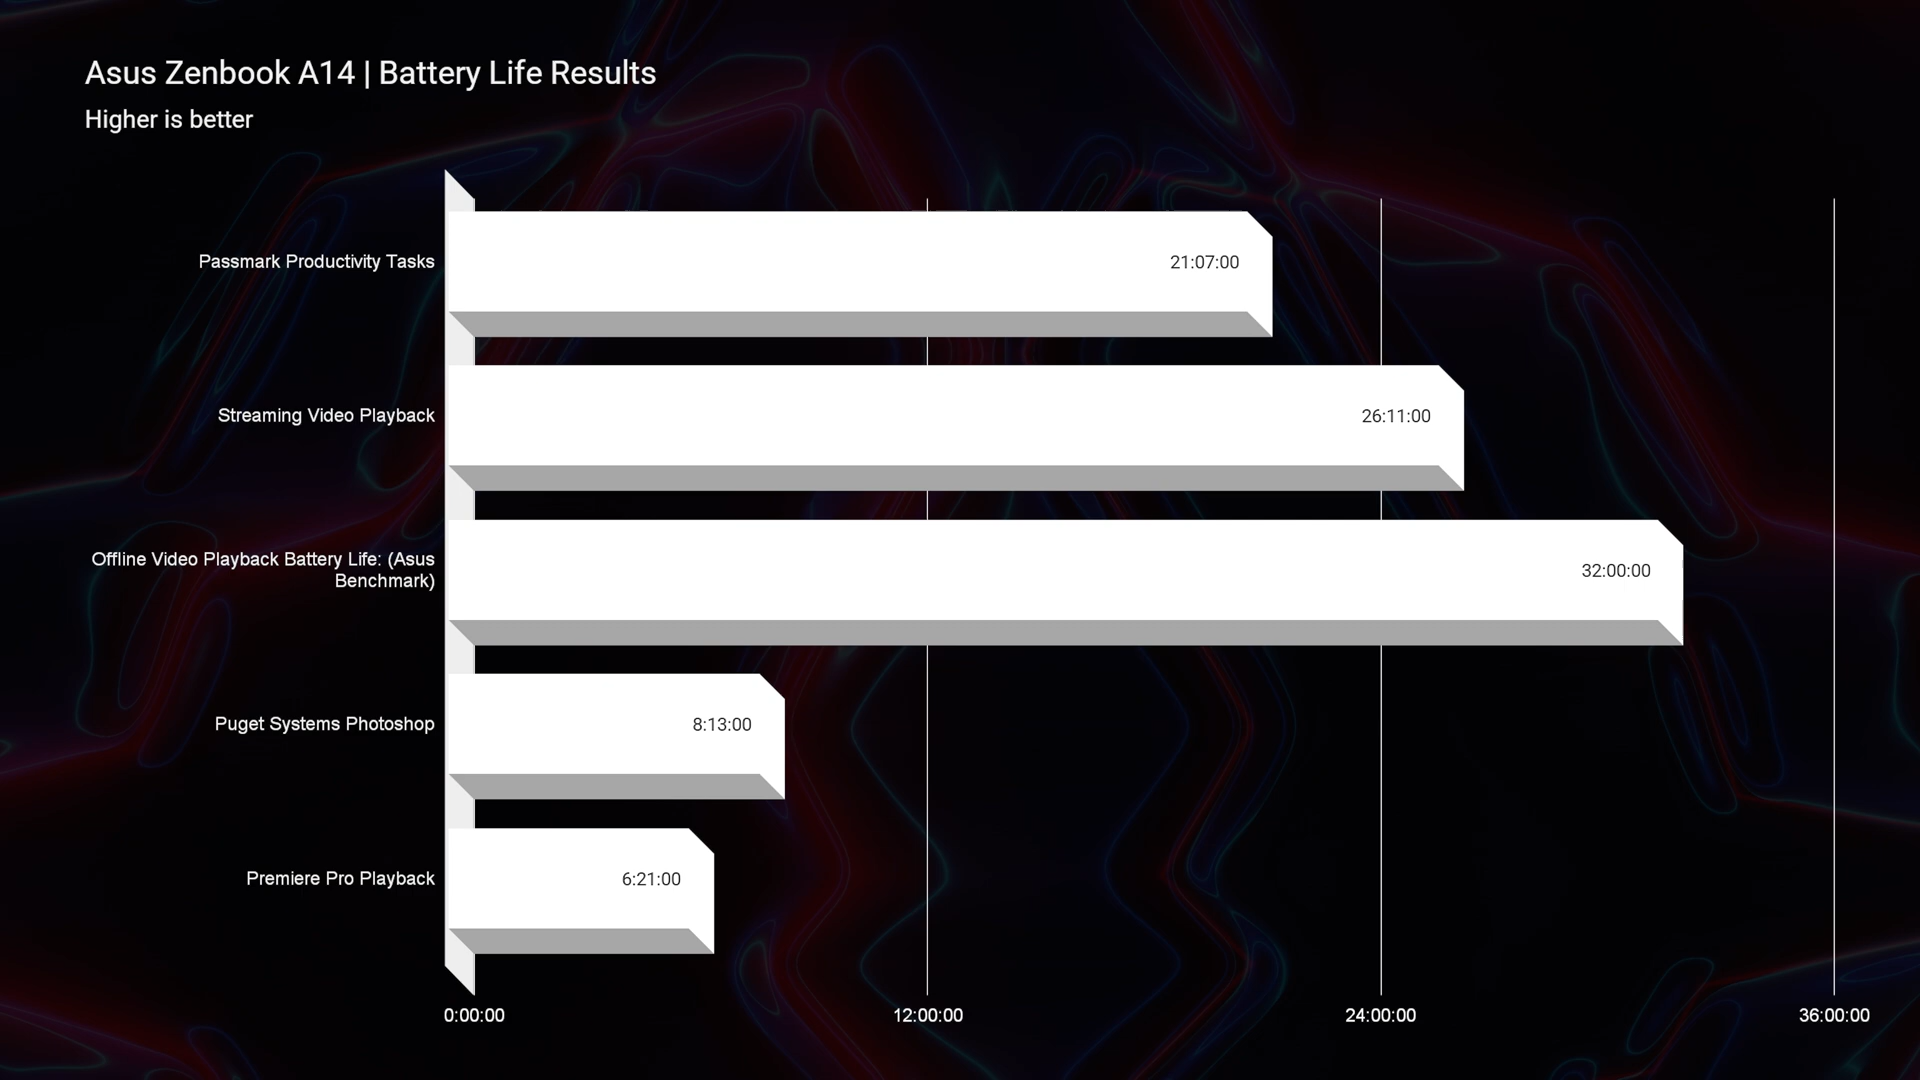 Asus Zenbook A14 | Battery Life Results
Higher is better
Passmark Productivity Tasks
21:07:00
Streaming Video Playback
26:11:00
Offline Video Playback Battery Life: (Asus
Benchmark)
32:00:00
Puget Systems Photoshop
8:13:00
Premiere Pro Playback
6:21:00
0:00:00
12:00:00
24:00:00
36:00:00